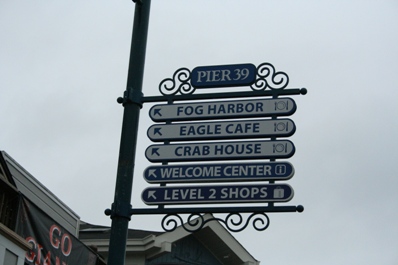 PIER 39
FOG HARBOR
EAGLE CAFE
CRAB HOUSE
WELCOME CENTER
LEVEL 2 SHOPS
GO